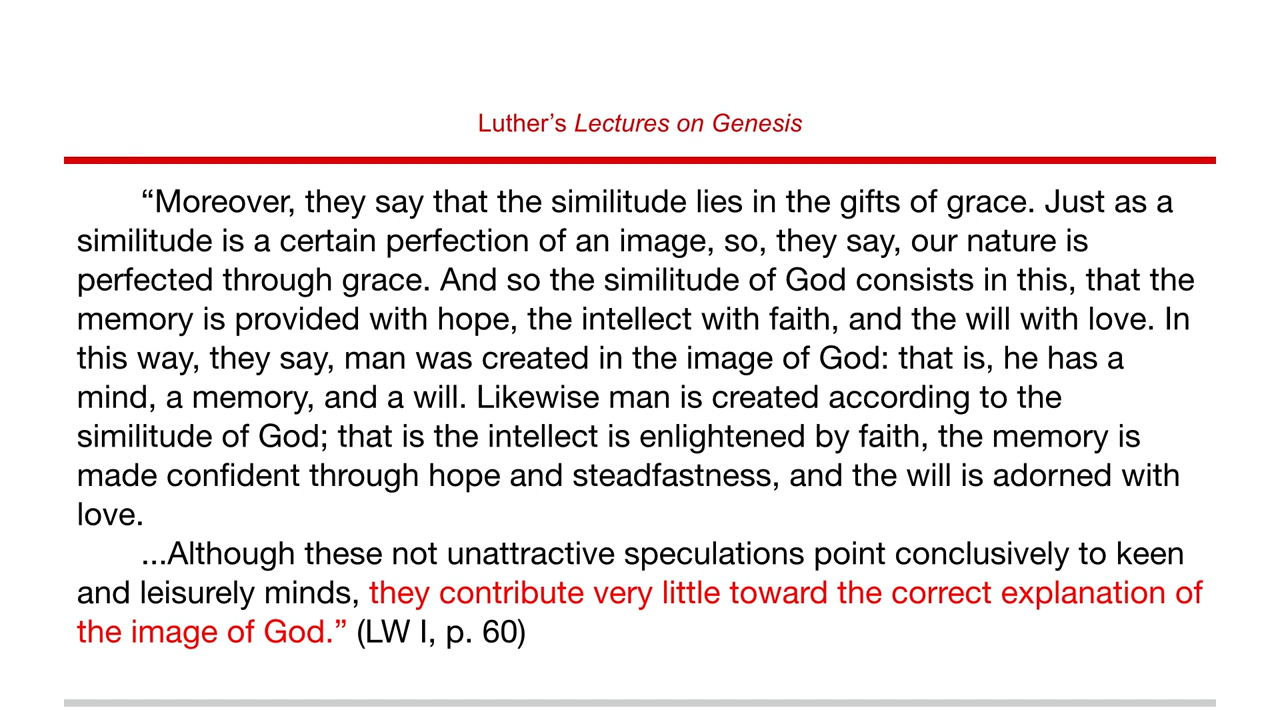 Luther’s Lectures on Genesis
“Moreover, they say that the similitude lies in the gifts of grace. Just as a
similitude is a certain perfection of an image, so, they say, our nature is
perfected through grace. And so the similitude of God consists in this, that the
memory is provided with hope, the intellect with faith, and the will with love. In
this way, they say, man was created in the image of God: that is, he has a
mind, a memory, and a will. Likewise man is created according to the
similitude of God; that is the intellect is enlightened by faith, the memory is
made confident through hope and steadfastness, and the will is adorned with
love.
...Although these not unattractive speculations point conclusively to keen
and leisurely minds, they contribute very little toward the correct explanation of
the image of God.” (LW I, p. 60)